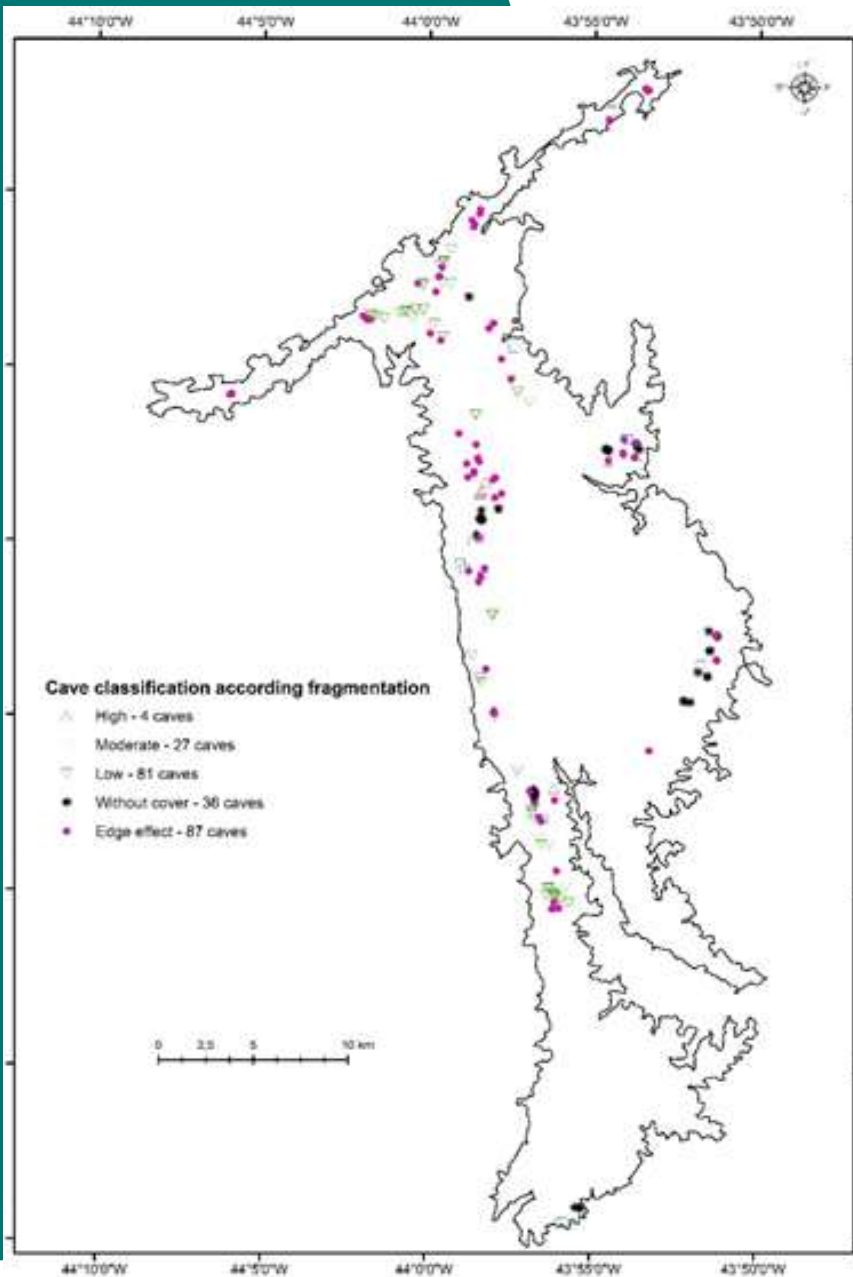 44°10'0"W 44°5'0"W 44°0'0"W 43°55'0"W 43°50'0"W
Cave classification according fragmentation
High - 4 caves
Moderate - 27 caves
Low - 81 caves
Without cover - 36 caves
Edge effect - 87 caves
0 2,5 5 10 km
44°10'0"W 44°5'0"W 44°0'0"W 43°55'0"W 43°50'0"W